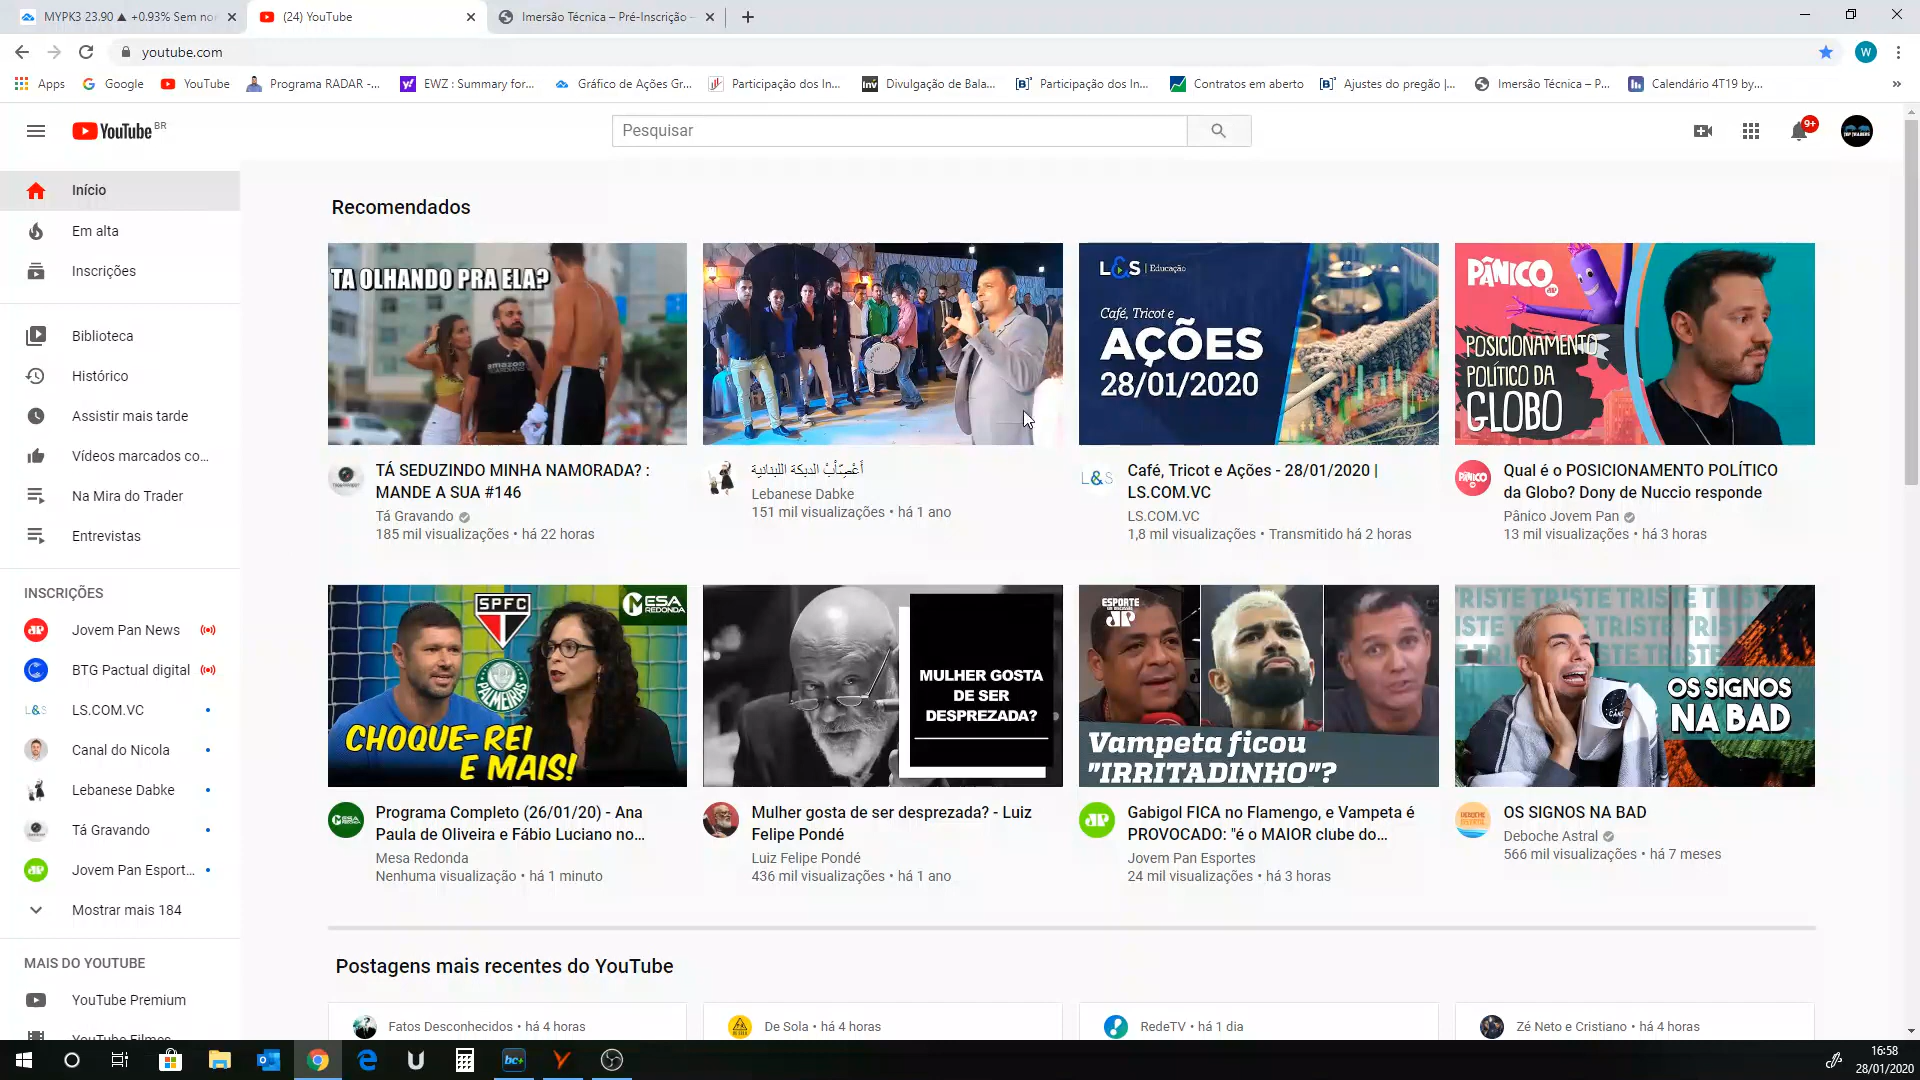 MYPK3 23.90 ▲ +0.93% Sem no
(24) YouTube
Imersão Técnica – Pré-Inscrição -
youtube.com
W
Apps
Google
YouTube
Programa RADAR -...
EWZ : Summary for...
Gráfico de Ações Gr...
Participação dos In...
Divulgação de Bala...
Participação dos In...
Contratos em aberto
Ajustes do pregão |...
Imersão Técnica – P...
Calendário 4T19 by...
YouTube BR
Pesquisar
9+
Início
Em alta
Inscrições
Biblioteca
Histórico
Assistir mais tarde
Vídeos marcados co...
Na Mira do Trader
Entrevistas
INSCRIÇÕES
Jovem Pan News
BTG Pactual digital
LS.COM.VC
Canal do Nicola
Lebanese Dabke
Tá Gravando
Jovem Pan Esport...
Mostrar mais 184
MAIS DO YOUTUBE
YouTube Premium
YouTube Filmes
Recomendados
TA OLHANDO PRA ELA?
amazon
L&S | Educação
Café, Tricot e
AÇÕES
28/01/2020
PÂNICO
POSICIONAMENTO
POLÍTICO DA
GLOBO
TÁ SEDUZINDO MINHA NAMORADA? :
MANDE A SUA #146
Tá Gravando
185 mil visualizações • há 22 horas
أعْصَابْ الدبكة اللبنانية
Lebanese Dabke
151 mil visualizações • há 1 ano
L&S
Café, Tricot e Ações - 28/01/2020 |
LS.COM.VC
LS.COM.VC
1,8 mil visualizações • Transmitido há 2 horas
PÂNICO
Qual é o POSICIONAMENTO POLÍTICO
da Globo? Dony de Nuccio responde
Pânico Jovem Pan
13 mil visualizações • há 3 horas
SPFC
MESA
REDONDA
PALMEIRAS
CHOQUE-REI
E MAIS!
MULHER GOSTA
DE SER
DESPREZADA?
ESPORTE
JP
Vampeta ficou
"IRRITADINHO"?
OS SIGNOS
NA BAD
Programa Completo (26/01/20) - Ana
Paula de Oliveira e Fábio Luciano no...
Mesa Redonda
Nenhuma visualização • há 1 minuto
Mulher gosta de ser desprezada? - Luiz
Felipe Pondé
Luiz Felipe Pondé
436 mil visualizações • há 1 ano
Gabigol FICA no Flamengo, e Vampeta é
PROVOCADO: "é o MAIOR clube do...
Jovem Pan Esportes
24 mil visualizações • há 3 horas
OS SIGNOS NA BAD
Deboche Astral
566 mil visualizações • há 7 meses
Postagens mais recentes do YouTube
Fatos Desconhecidos • há 4 horas
De Sola • há 4 horas
RedeTV • há 1 dia
Zé Neto e Cristiano • há 4 horas
16:58
28/01/2020